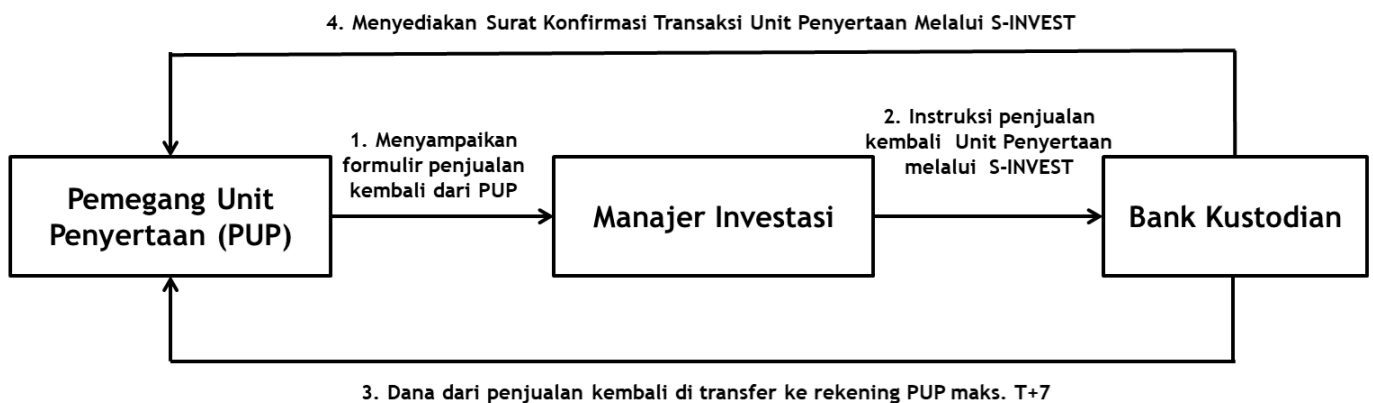 4. Menyediakan Surat Konfirmasi Transaksi Unit Penyertaan Melalui S-INVEST
1. Menyampaikan
formulir penjualan
kembali dari PUP
2. Instruksi penjualan
kembali Unit Penyertaan
melalui S-INVEST
Pemegang Unit
Penyertaan (PUP)
Manajer Investasi
Bank Kustodian
3. Dana dari penjualan kembali di transfer ke rekening PUP maks. T+7